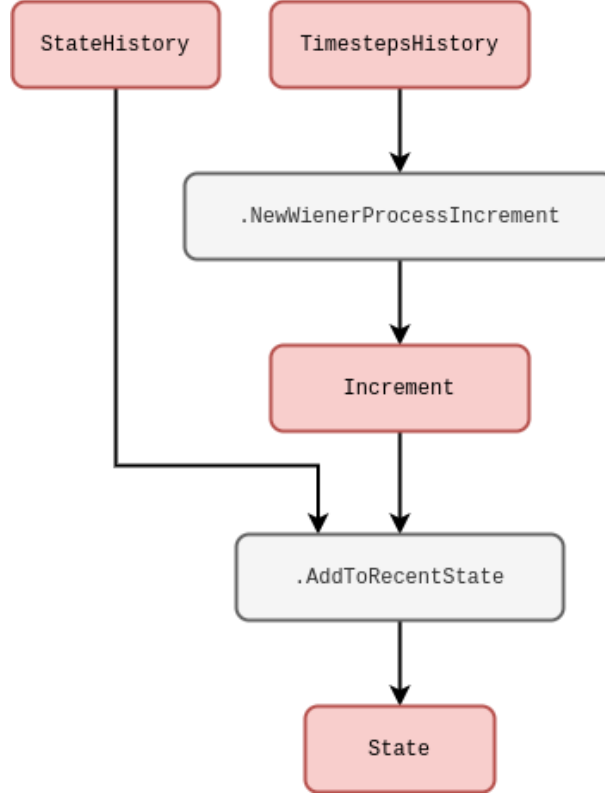 StateHistory
TimestepsHistory
.NewWienerProcessIncrement
Increment
.AddToRecentState
State